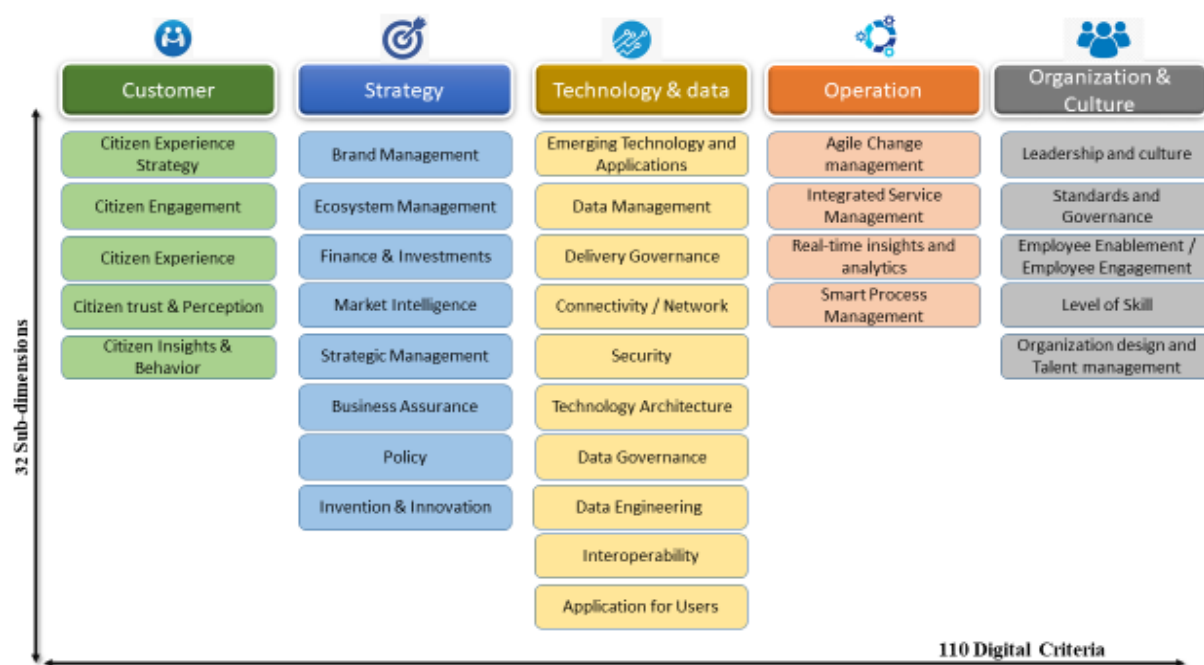 Customer
Strategy
Technology & data
Operation
Organization &
Culture
Citizen Experience
Strategy
Citizen Engagement
Citizen Experience
Citizen trust & Perception
Citizen Insights &
Behavior
Brand Management
Ecosystem Management
Finance & Investments
Market Intelligence
Strategic Management
Business Assurance
Policy
Invention & Innovation
Emerging Technology and
Applications
Data Management
Delivery Governance
Connectivity / Network
Security
Technology Architecture
Data Governance
Data Engineering
Interoperability
Application for Users
Agile Change
management
Integrated Service
Management
Real-time insights and
analytics
Smart Process
Management
Leadership and culture
Standards and
Governance
Employee Enablement /
Employee Engagement
Level of Skill
Organization design and
Talent management
32 Sub-dimensions
110 Digital Criteria